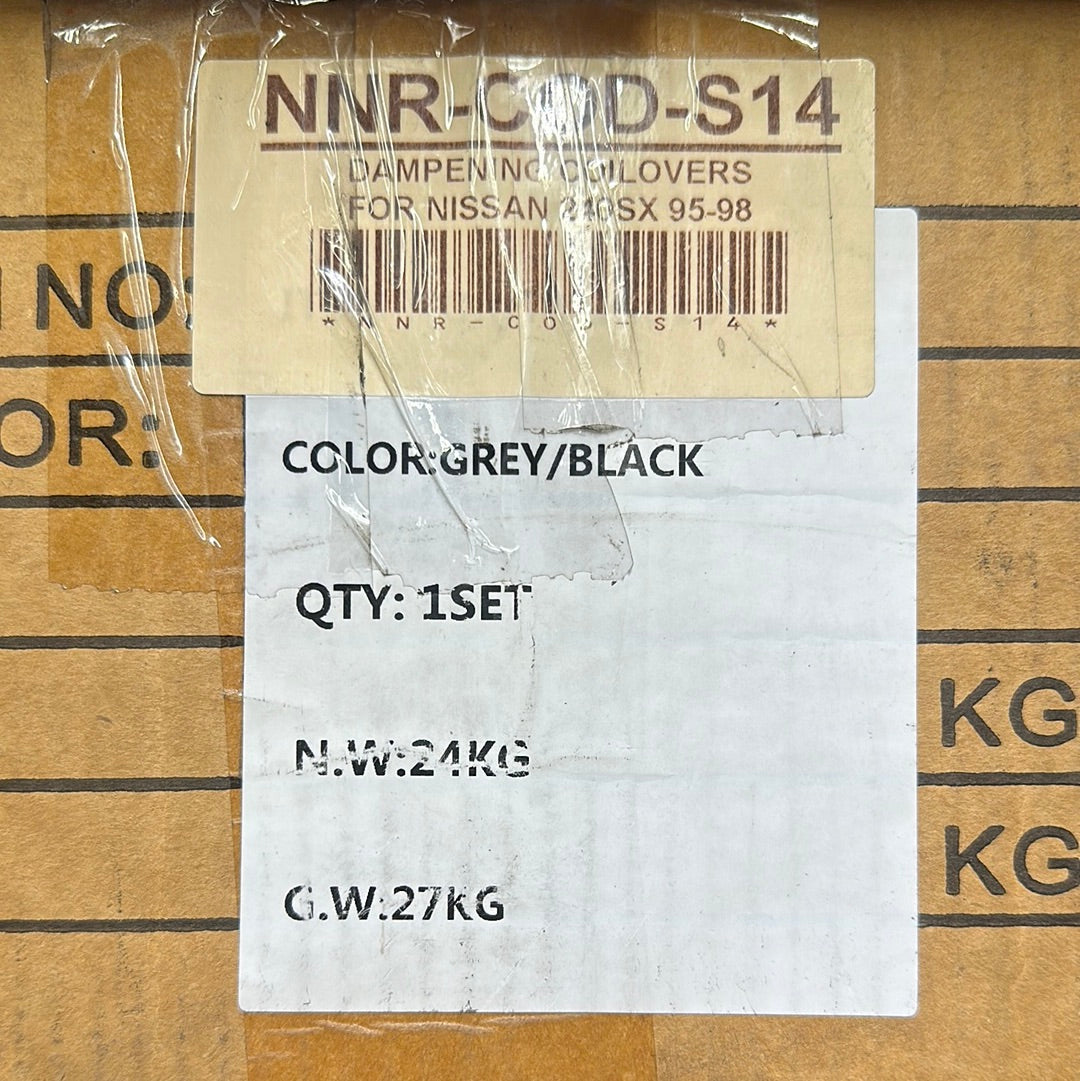 NNR-COD-S14
DAMPENING COILOVERS
FOR NISSAN 240SX 95-98
*NNR-COD-S14*
NO:
OR:
COLOR:GREY/BLACK
QTY: 1SET
N.W:24KG
KG
G.W:27KG
KG